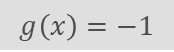 g(x) = −1